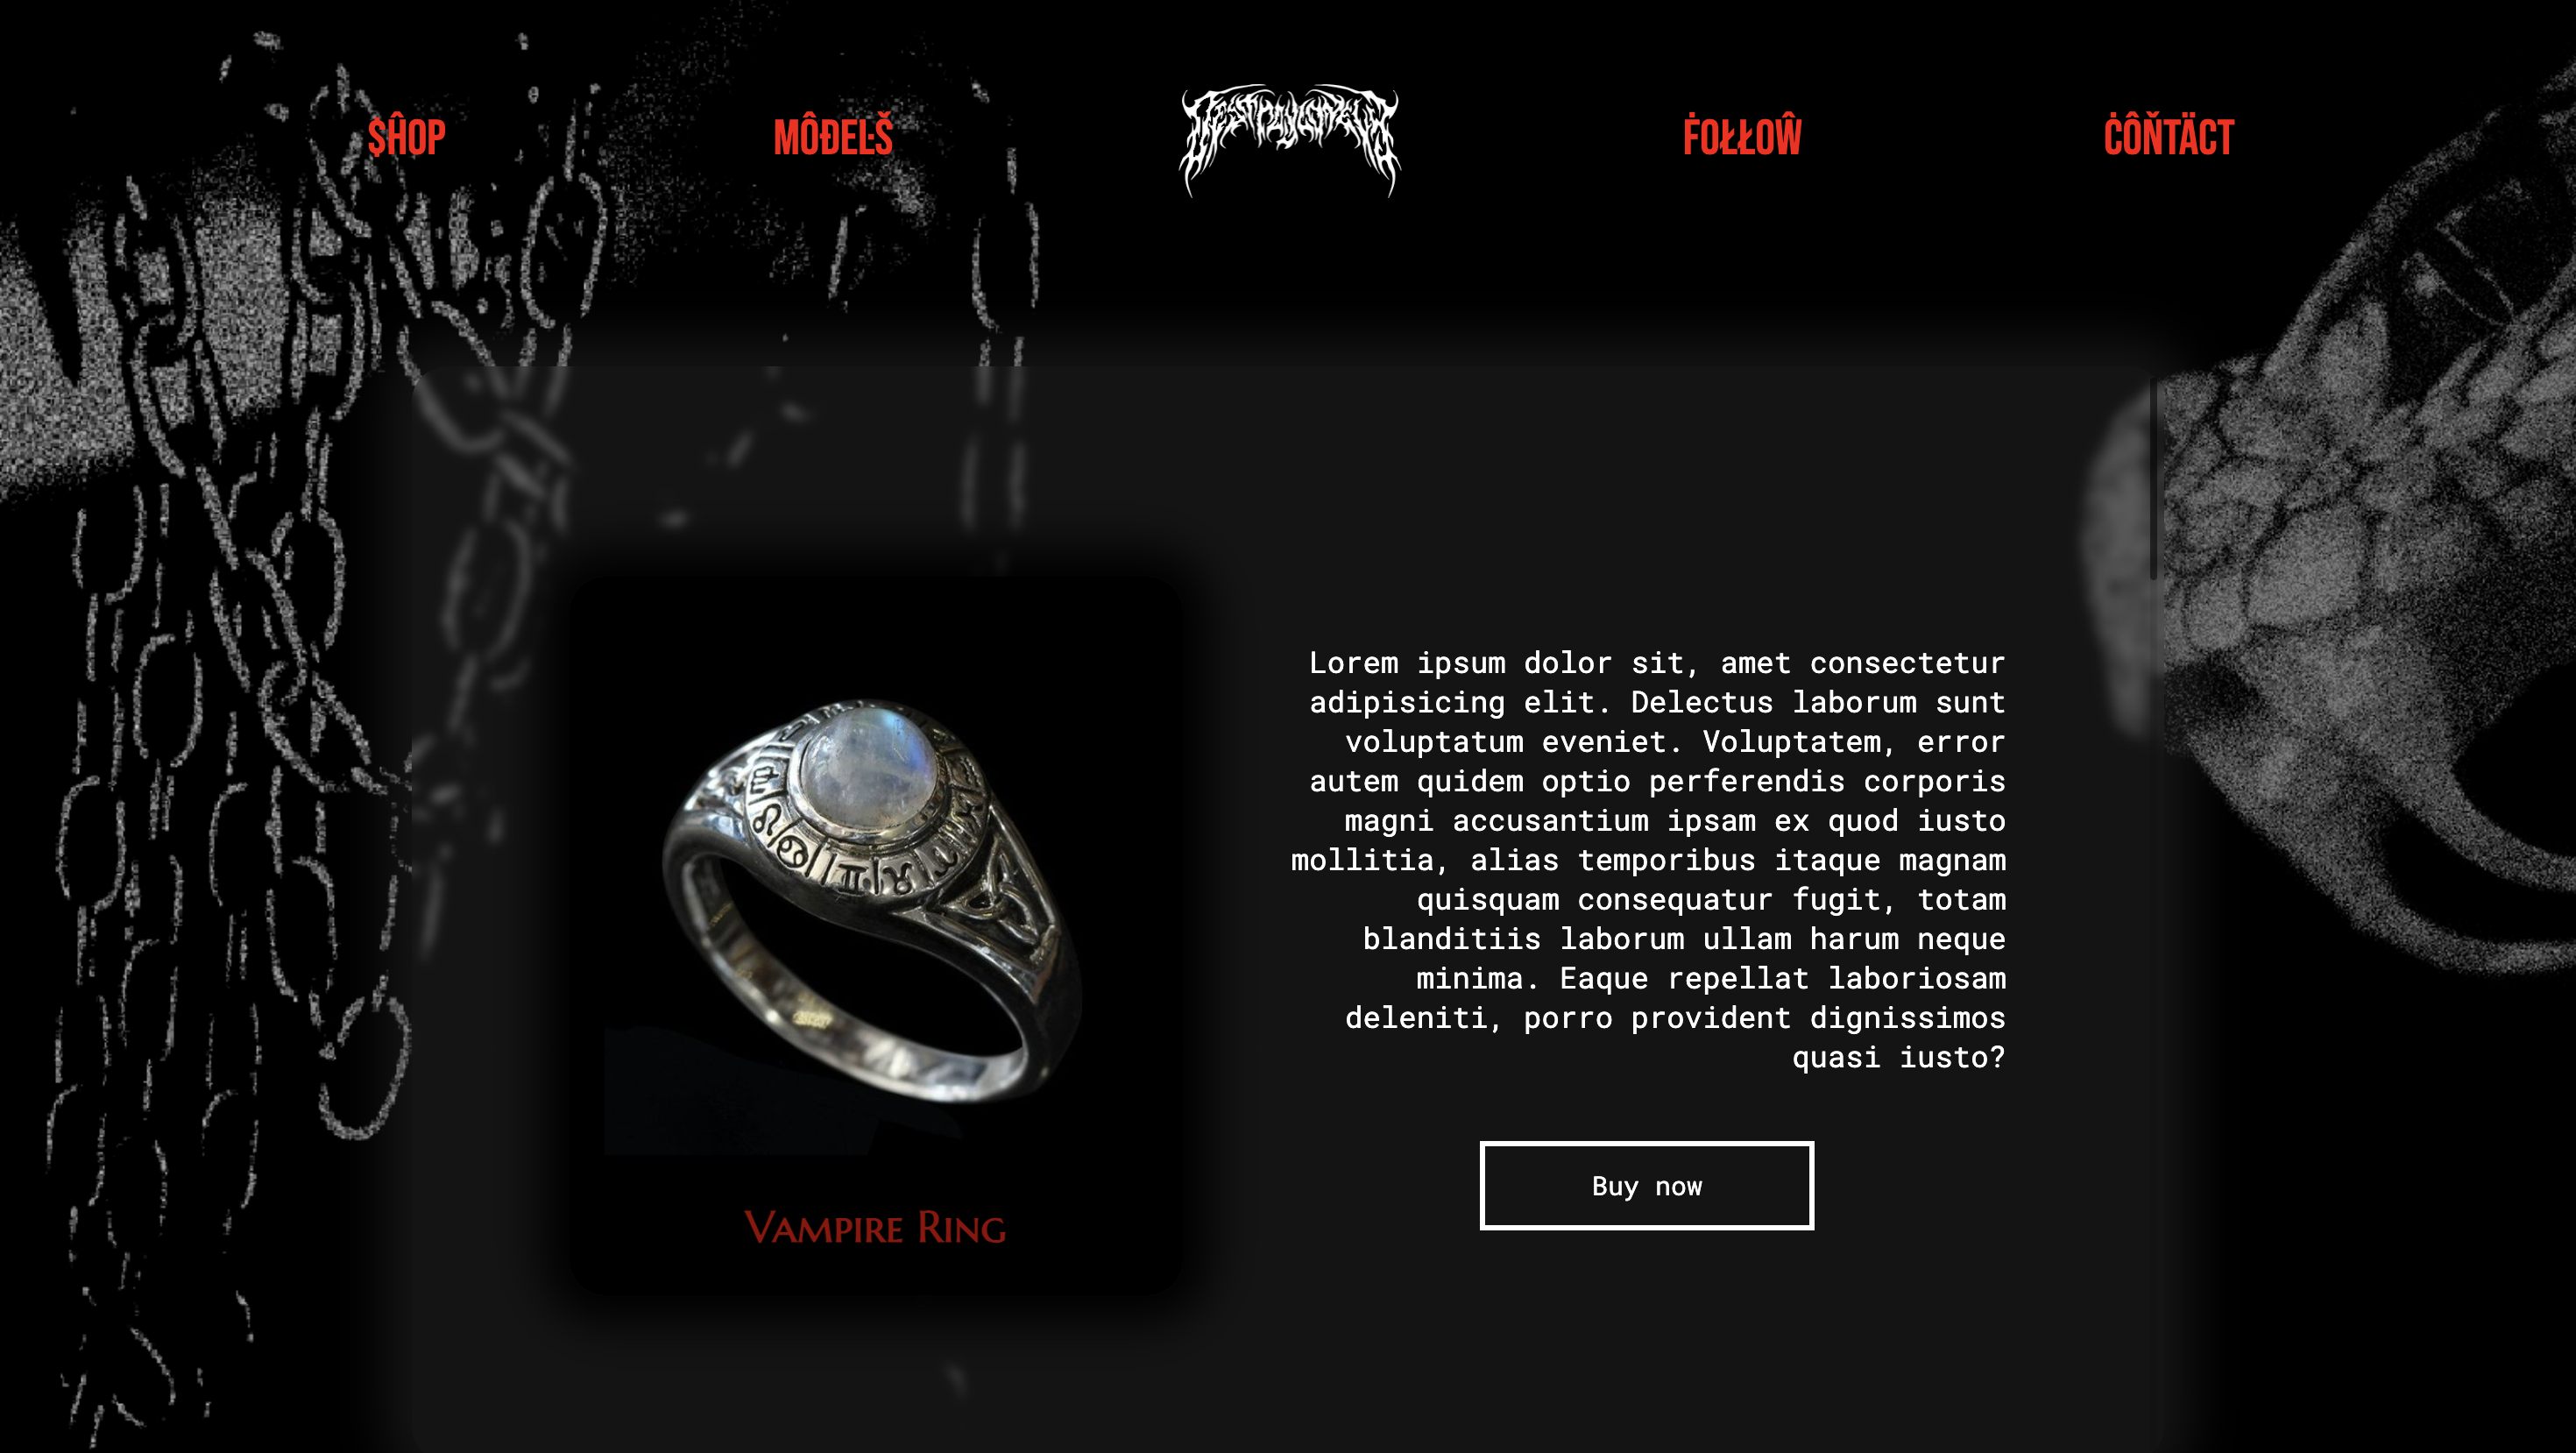 $ĤOP
MÔĐEĿŠ
ḞOŁŁOŴ
ĊÔŇTÄCT
Lorem ipsum dolor sit, amet consectetur
adipisicing elit. Delectus laborum sunt
voluptatum eveniet. Voluptatem, error
autem quidem optio perferendis corporis
magni accusantium ipsam ex quod iusto
mollitia, alias temporibus itaque magnam
quisquam consequatur fugit, totam
blanditiis laborum ullam harum neque
minima. Eaque repellat laboriosam
deleniti, porro provident dignissimos
quasi iusto?
Buy now
Vampire Ring